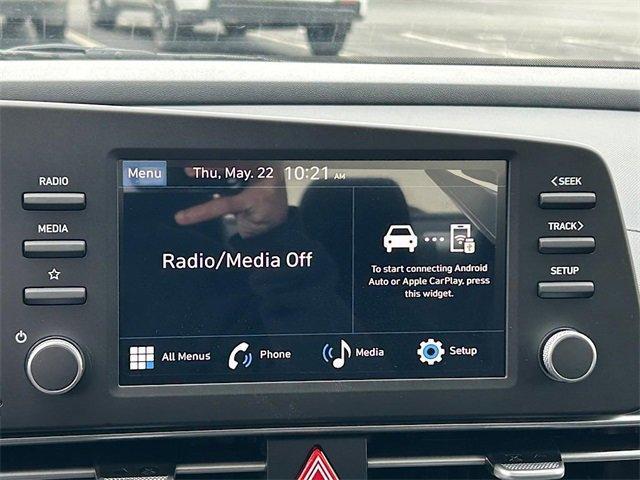 Menu
Thu, May. 22
10:21 AM
RADIO
MEDIA
<SEEK
TRACK>
SETUP
Radio/Media Off
To start connecting Android
Auto or Apple CarPlay, press
this widget.
All Menus
Phone
Media
Setup